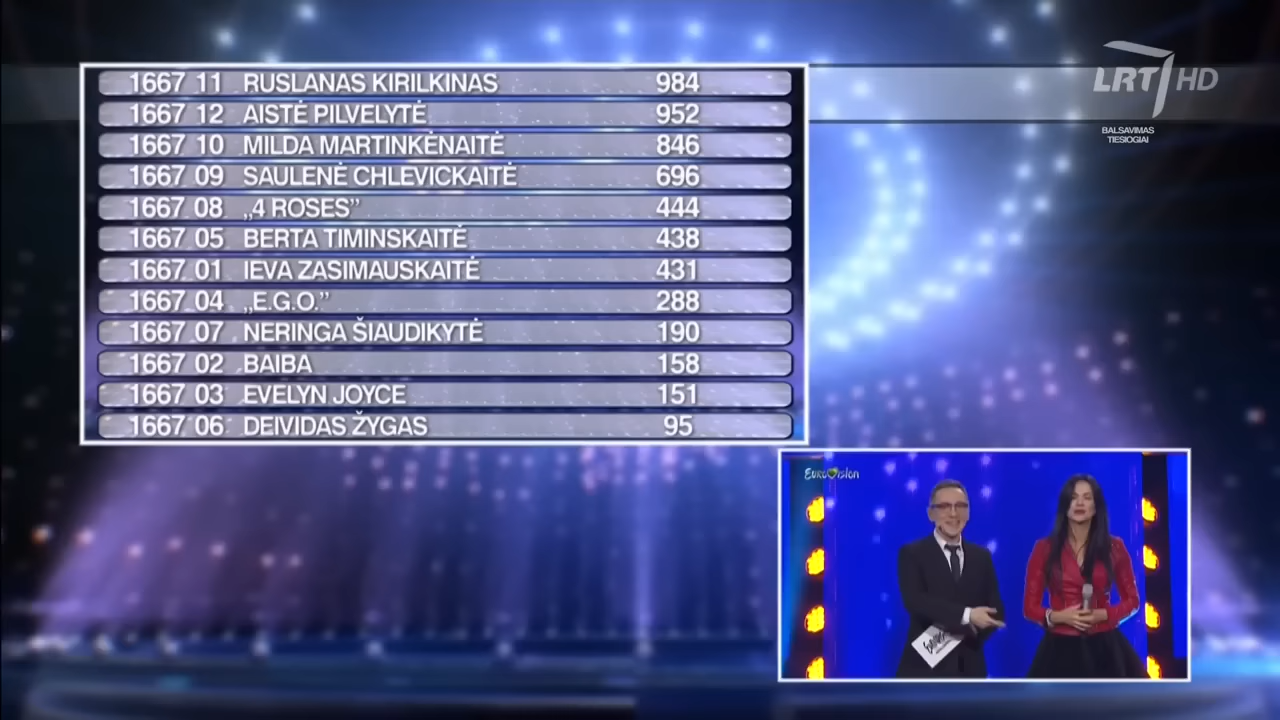 1667 11 RUSLANAS KIRILKINAS 984
1667 12 AISTĖ PILVELYTĖ 952
1667 10 MILDA MARTINKĖNAITĖ 846
1667 09 SAULENĖ CHLEVICKAITĖ 696
1667 08 „4 ROSES” 444
1667 05 BERTA TIMINSKAITĖ 438
1667 01 IEVA ZASIMAUSKAITĖ 431
1667 04 „E.G.O.” 288
1667 07 NERINGA ŠIAUDIKYTĖ 190
1667 02 BAIBA 158
1667 03 EVELYN JOYCE 151
1667 06 DEIVIDAS ŽYGAS 95
LRT HD
BALSAVIMAS
TIESIOGIAI
EUROVISION